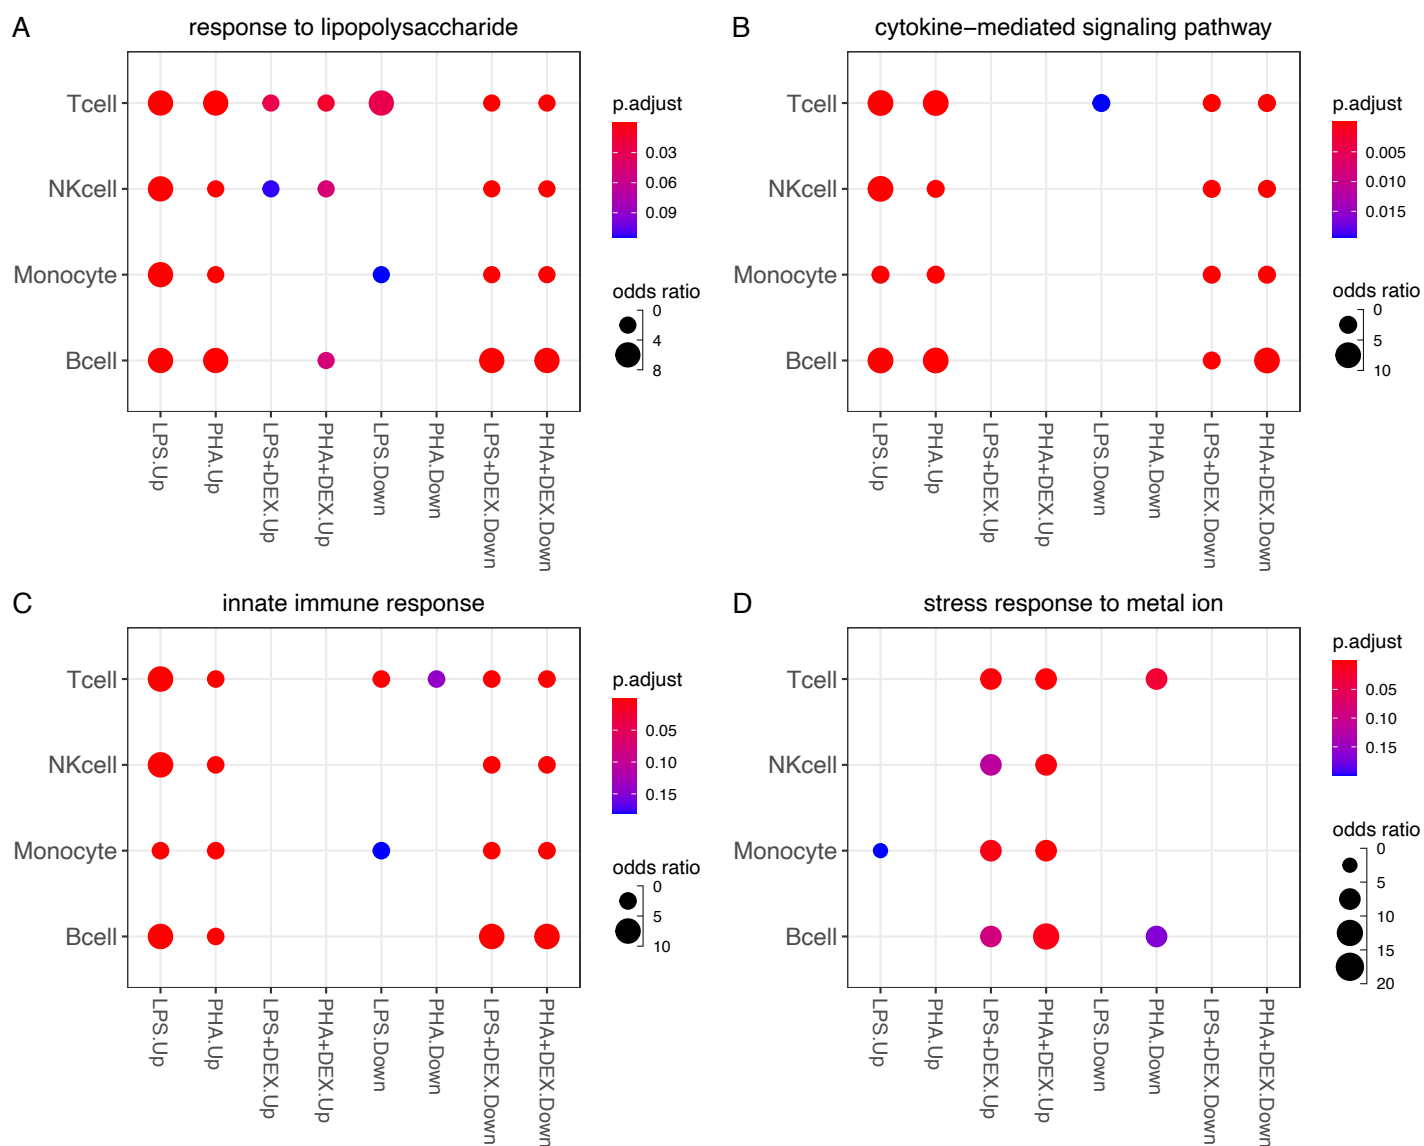 A
response to lipopolysaccharide
Tcell
NKcell
Monocyte
Bcell
LPS.Up
PHA.Up
LPS+DEX.Up
PHA+DEX.Up
LPS.Down
PHA.Down
LPS+DEX.Down
PHA+DEX.Down
p.adjust
0.03
0.06
0.09
odds ratio
0
4
8
B
cytokine−mediated signaling pathway
Tcell
NKcell
Monocyte
Bcell
LPS.Up
PHA.Up
LPS+DEX.Up
PHA+DEX.Up
LPS.Down
PHA.Down
LPS+DEX.Down
PHA+DEX.Down
p.adjust
0.005
0.010
0.015
odds ratio
0
5
10
C
innate immune response
Tcell
NKcell
Monocyte
Bcell
LPS.Up
PHA.Up
LPS+DEX.Up
PHA+DEX.Up
LPS.Down
PHA.Down
LPS+DEX.Down
PHA+DEX.Down
p.adjust
0.05
0.10
0.15
odds ratio
0
5
10
D
stress response to metal ion
Tcell
NKcell
Monocyte
Bcell
LPS.Up
PHA.Up
LPS+DEX.Up
PHA+DEX.Up
LPS.Down
PHA.Down
LPS+DEX.Down
PHA+DEX.Down
p.adjust
0.05
0.10
0.15
odds ratio
0
5
10
15
20